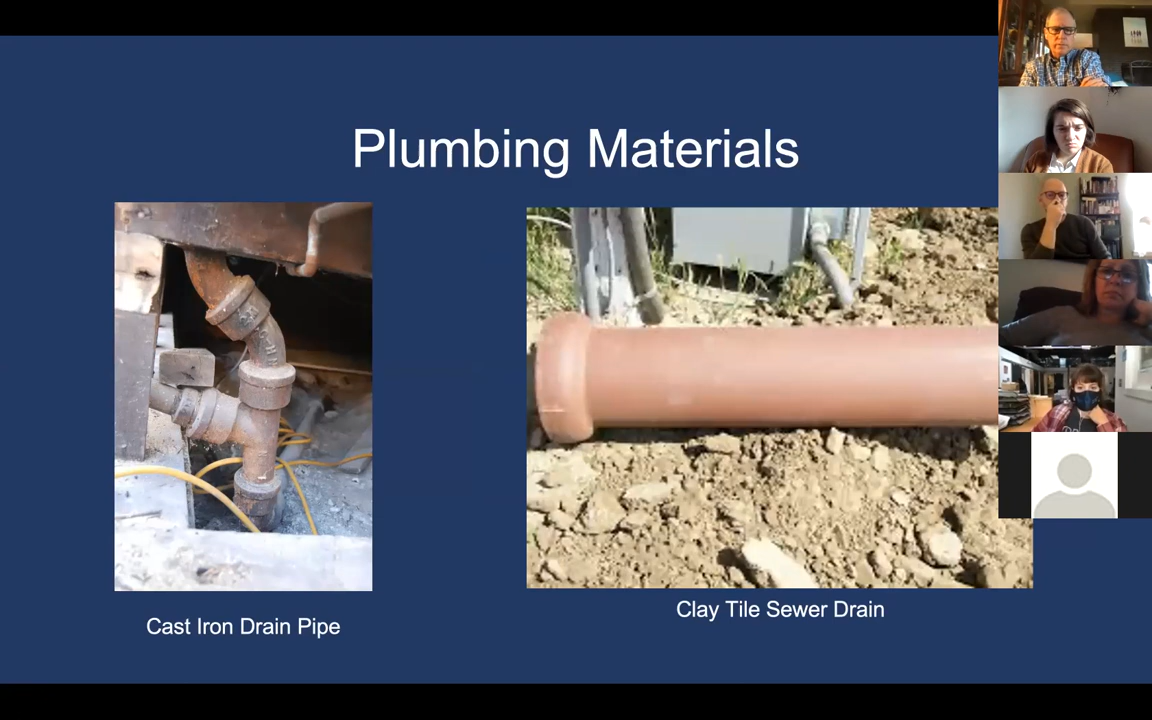 Plumbing Materials
Cast Iron Drain Pipe
Clay Tile Sewer Drain